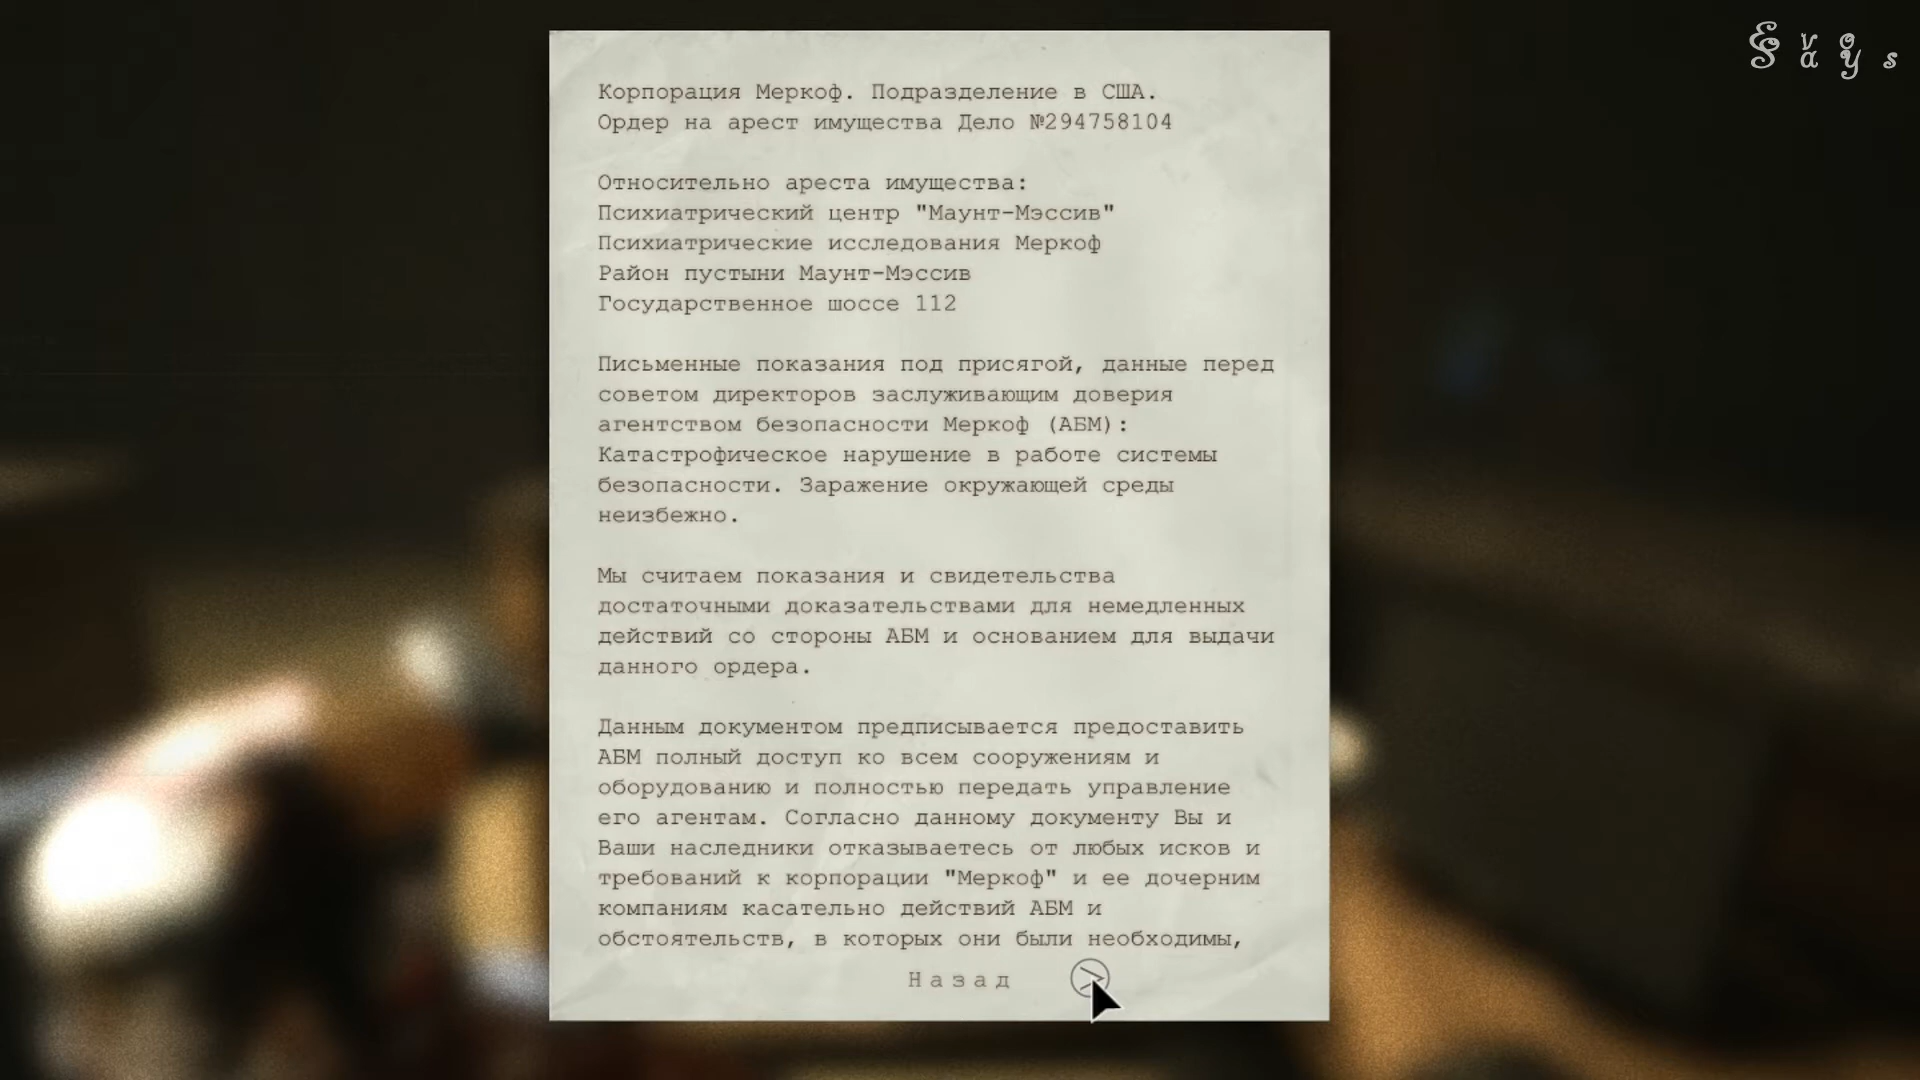 Evo
Says
Корпорация Меркоф. Подразделение в США.
Ордер на арест имущества Дело №294758104
Относительно ареста имущества:
Психиатрический центр "Маунт-Мэссив"
Психиатрические исследования Меркоф
Район пустыни Маунт-Мэссив
Государственное шоссе 112
Письменные показания под присягой, данные перед
советом директоров заслуживающим доверия
агентством безопасности Меркоф (АБМ):
Катастрофическое нарушение в работе системы
безопасности. Заражение окружающей среды
неизбежно.
Мы считаем показания и свидетельства
достаточными доказательствами для немедленных
действий со стороны АБМ и основанием для выдачи
данного ордера.
Данным документом предписывается предоставить
АБМ полный доступ ко всем сооружениям и
оборудованию и полностью передать управление
его агентам. Согласно данному документу Вы и
Ваши наследники отказываетесь от любых исков и
требований к корпорации "Меркоф" и ее дочерним
компаниям касательно действий АБМ и
обстоятельств, в которых они были необходимы,
Назад